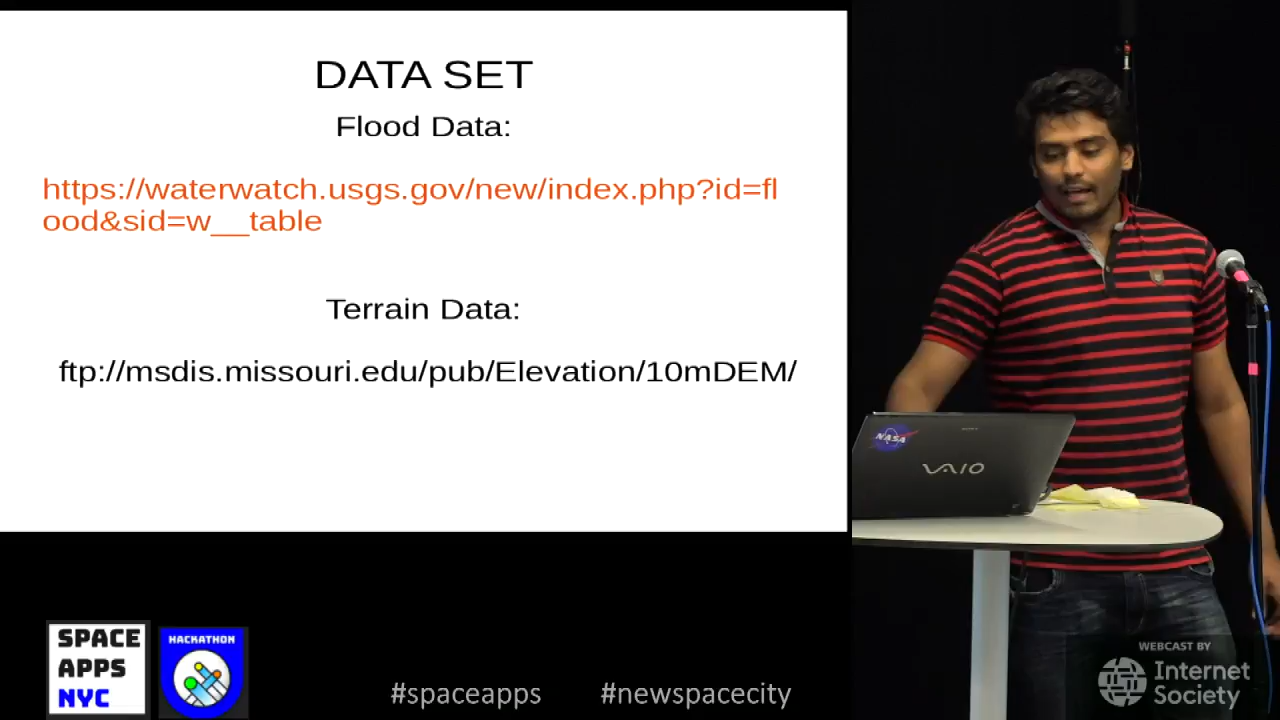 DATA SET
Flood Data:
https://waterwatch.usgs.gov/new/index.php?id=fl
ood&sid=w__table
Terrain Data:
ftp://msdis.missouri.edu/pub/Elevation/10mDEM/
NASA
VAIO
SPACE
APPS
NYC
HACKATHON
#spaceapps
#newspacecity
WEBCAST BY
Internet
Society